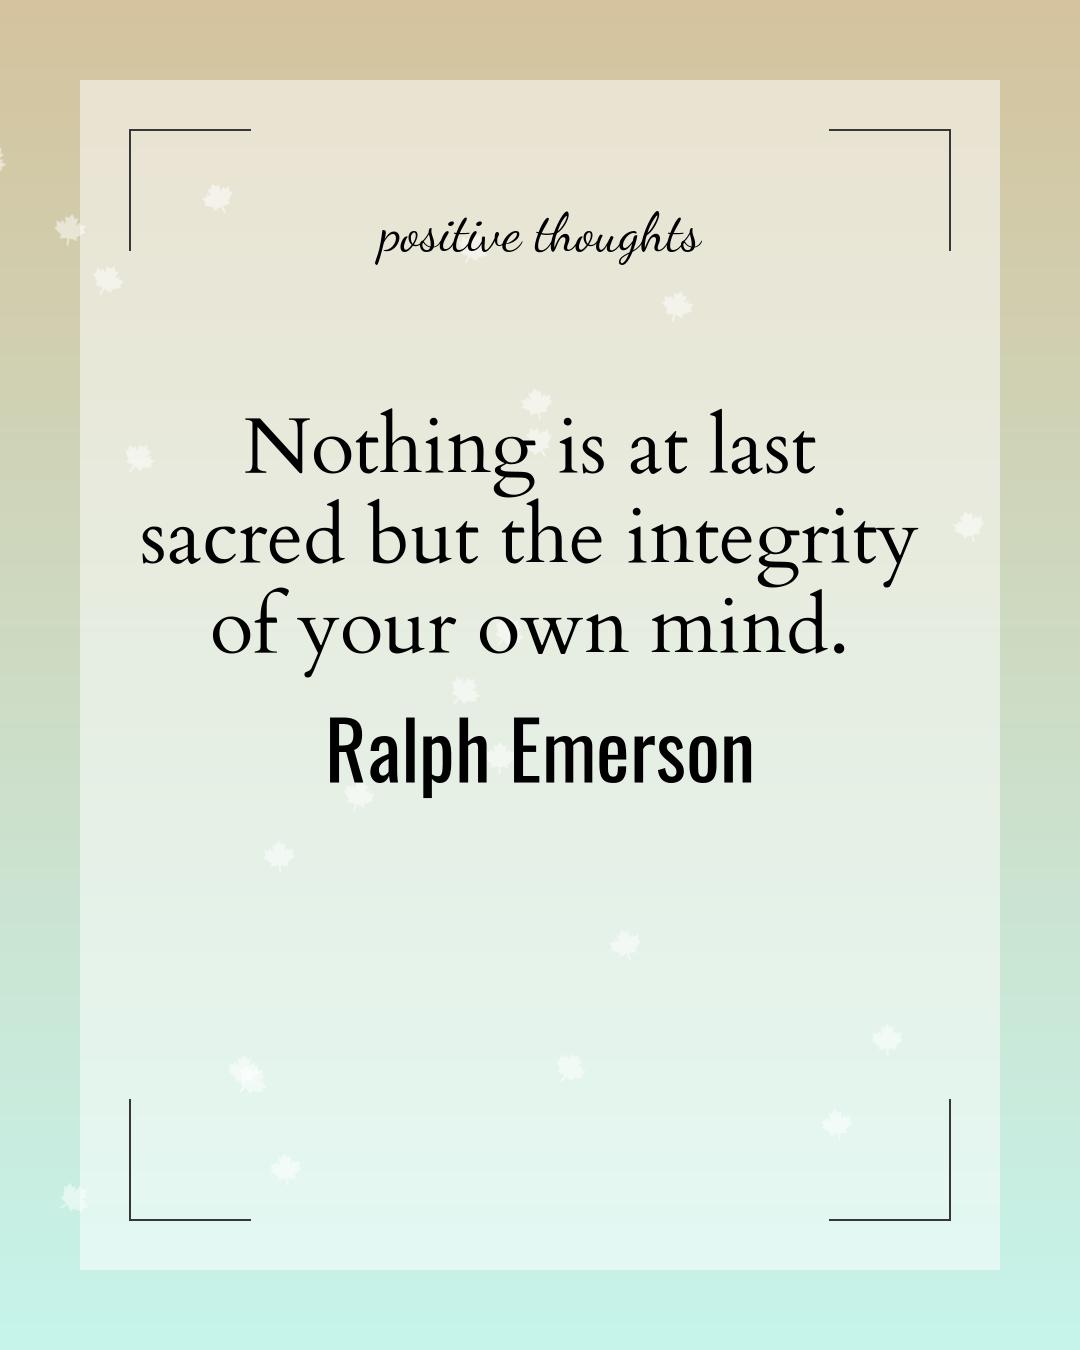 positive thoughts
Nothing is at last
sacred but the integrity
of your own mind.
Ralph Emerson